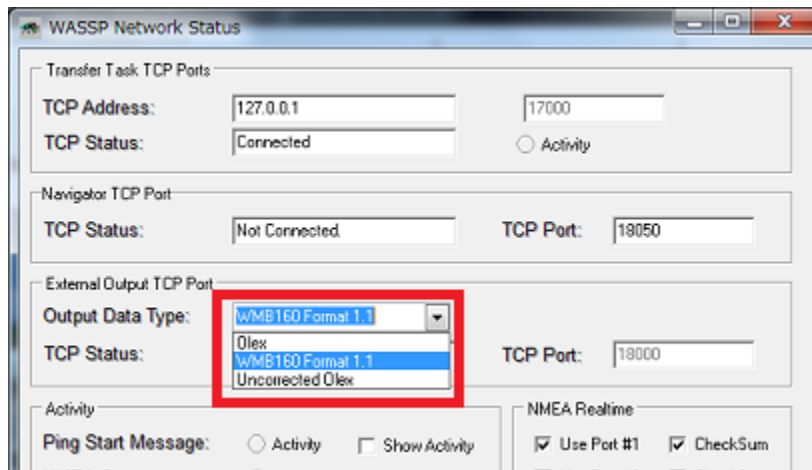 WASSP Network Status
Transfer Task TCP Ports
TCP Address: 127.0.0.1 17000
TCP Status: Connected Activity
Navigator TCP Port
TCP Status: Not Connected. TCP Port: 18050
External Output TCP Port
Output Data Type: WMB160 Format 1.1
Olex
TCP Status: WMB160 Format 1.1 TCP Port: 18000
Uncorrected Olex
Activity NMEA Realtime
Ping Start Message: Activity Show Activity Use Port #1 CheckSum